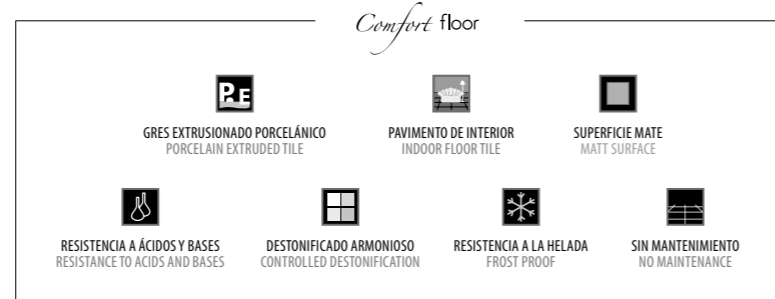 Comfort floor
P.E
GRES EXTRUSIONADO PORCELÁNICO
PORCELAIN EXTRUDED TILE
PAVIMENTO DE INTERIOR
INDOOR FLOOR TILE
SUPERFICIE MATE
MATT SURFACE
RESISTENCIA A ÁCIDOS Y BASES
RESISTANCE TO ACIDS AND BASES
DESTONIFICADO ARMONIOSO
CONTROLLED DESTONIFICATION
RESISTENCIA A LA HELADA
FROST PROOF
SIN MANTENIMIENTO
NO MAINTENANCE